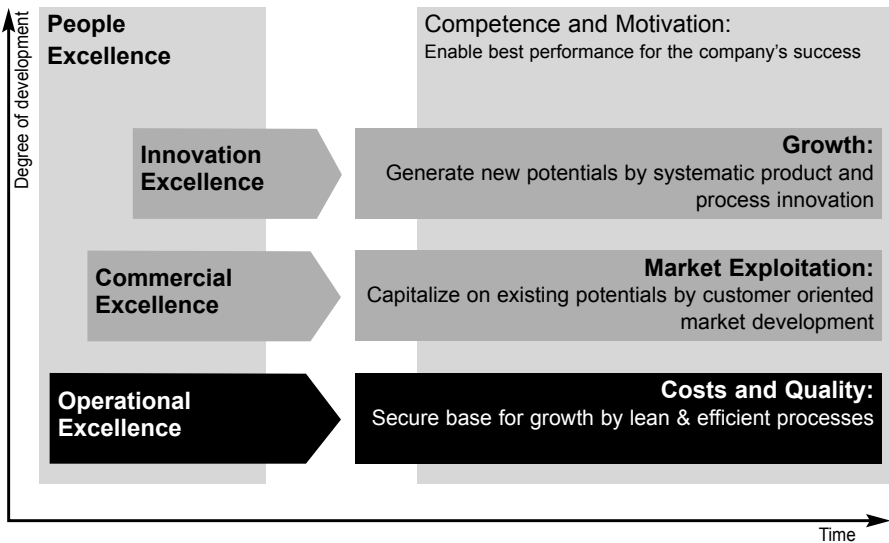 Degree of development
People
Excellence
Competence and Motivation:
Enable best performance for the company's success
Innovation
Excellence
Growth:
Generate new potentials by systematic product and
process innovation
Commercial
Excellence
Market Exploitation:
Capitalize on existing potentials by customer oriented
market development
Operational
Excellence
Costs and Quality:
Secure base for growth by lean & efficient processes
Time